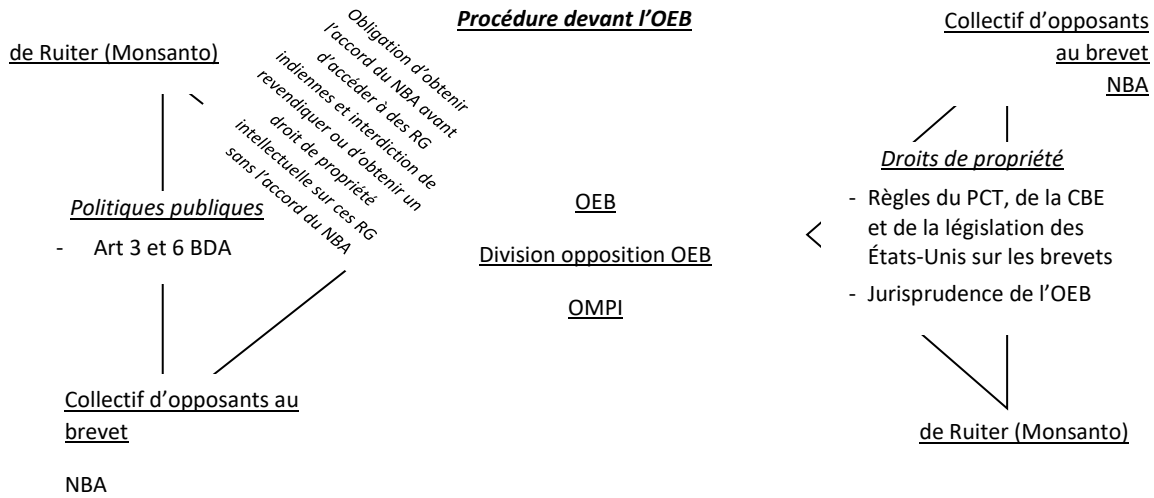 Procédure devant l'OEB
de Ruiter (Monsanto)
Obligation d'obtenir
l'accord du NBA avant
d'accéder à des RG
indiennes et interdiction de
revendiquer ou d'obtenir un
droit de propriété
intellectuelle sur ces RG
sans l'accord du NBA
Politiques publiques
- Art 3 et 6 BDA
Collectif d'opposants au
brevet
NBA
OEB
Division opposition OEB
OMPI
Collectif d'opposants
au brevet
NBA
Droits de propriété
- Règles du PCT, de la CBE
et de la législation des
États-Unis sur les brevets
- Jurisprudence de l'OEB
de Ruiter (Monsanto)